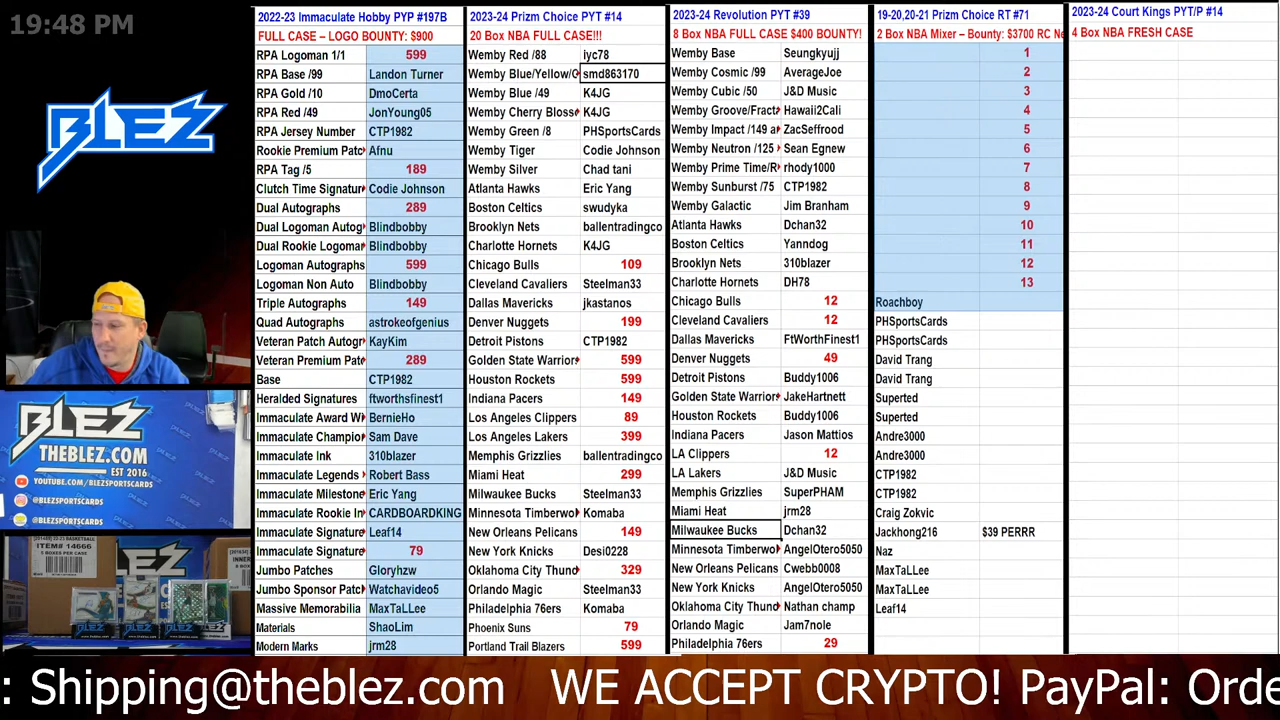 19:48 PM
BLEZ
2022-23 Immaculate Hobby PYP #197B
FULL CASE – LOGO BOUNTY: $900
RPA Logoman 1/1 599
RPA Base /99 Landon Turner
RPA Gold /10 DmoCerta
RPA Red /49 JonYoung05
RPA Jersey Number CTP1982
Rookie Premium Patc Afnu
RPA Tag /5 189
Clutch Time Signatur Codie Johnson
Dual Autographs 289
Dual Logoman Autog Blindbobby
Dual Rookie Logomar Blindbobby
Logoman Autographs 599
Logoman Non Auto Blindbobby
Triple Autographs 149
Quad Autographs astrokeofgenius
Veteran Patch Autogr KayKim
Veteran Premium Pat 289
Base CTP1982
Heralded Signatures ftworthsfinest1
Immaculate Award Wi BernieHo
Immaculate Champio Sam Dave
Immaculate Ink 310blazer
Immaculate Legends Robert Bass
Immaculate Milestone Eric Yang
Immaculate Rookie In CARDBOARDKING
Immaculate Signature Leaf14
Immaculate Signature 79
Jumbo Patches Gloryhzw
Jumbo Sponsor Patc Watchavideo5
Massive Memorabilia MaxTaLLee
Materials ShaoLim
Modern Marks jrm28
2023-24 Prizm Choice PYT #14
20 Box NBA FULL CASE!!!
Wemby Red /88 iyc78
Wemby Blue/Yellow/G smd863170
Wemby Blue /49 K4JG
Wemby Cherry Bloss K4JG
Wemby Green /8 PHSportsCards
Wemby Tiger Codie Johnson
Wemby Silver Chad tani
Atlanta Hawks Eric Yang
Boston Celtics swudyka
Brooklyn Nets ballentradingco
Charlotte Hornets K4JG
Chicago Bulls 109
Cleveland Cavaliers Steelman33
Dallas Mavericks jkastanos
Denver Nuggets 199
Detroit Pistons CTP1982
Golden State Warrior 599
Houston Rockets 599
Indiana Pacers 149
Los Angeles Clippers 89
Los Angeles Lakers 399
Memphis Grizzlies ballentradingco
Miami Heat 299
Milwaukee Bucks Steelman33
Minnesota Timberwo Komaba
New Orleans Pelicans 149
New York Knicks Desi0228
Oklahoma City Thund 329
Orlando Magic Steelman33
Philadelphia 76ers Komaba
Phoenix Suns 79
Portland Trail Blazers 599
2023-24 Revolution PYT #39
8 Box NBA FULL CASE $400 BOUNTY!
Wemby Base Seungkyujj
Wemby Cosmic /99 AverageJoe
Wemby Cubic /50 J&D Music
Wemby Groove/Fract Hawaii2Cali
Wemby Impact /149 a ZacSeffrood
Wemby Neutron /125 Sean Egnew
Wemby Prime Time/R rhody1000
Wemby Sunburst /75 CTP1982
Wemby Galactic Jim Branham
Atlanta Hawks Dchan32
Boston Celtics Yanndog
Brooklyn Nets 310blazer
Charlotte Hornets DH78
Chicago Bulls 12
Cleveland Cavaliers 12
Dallas Mavericks FtWorthFinest1
Denver Nuggets 49
Detroit Pistons Buddy1006
Golden State Warrior JakeHartnett
Houston Rockets Buddy1006
Indiana Pacers Jason Mattios
LA Clippers 12
LA Lakers J&D Music
Memphis Grizzlies SuperPHAM
Miami Heat jrm28
Milwaukee Bucks Dchan32
Minnesota Timberwo AngelOtero5050
New Orleans Pelicans Cwebb0008
New York Knicks AngelOtero5050
Oklahoma City Thund Nathan champ
Orlando Magic Jam7nole
Philadelphia 76ers 29
19-20,20-21 Prizm Choice RT #71
2 Box NBA Mixer – Bounty: $3700 RC Ne
1
2
3
4
5
6
7
8
9
10
11
12
13
Roachboy
PHSportsCards
PHSportsCards
David Trang
David Trang
Superted
Superted
Andre3000
Andre3000
CTP1982
CTP1982
Craig Zokvic
Jackhong216 $39 PERRR
Naz
MaxTaLLee
MaxTaLLee
Leaf14
2023-24 Court Kings PYT/P #14
4 Box NBA FRESH CASE
BLEZ
THEBLEZ.COM
EST 2016
YOUTUBE.COM/BLEZSPORTSCARDS
@BLEZSPORTSCARDS
@BLEZSPORTSCARDS
ITEM# 14666
: Shipping@theblez.com WE ACCEPT CRYPTO! PayPal: Orde